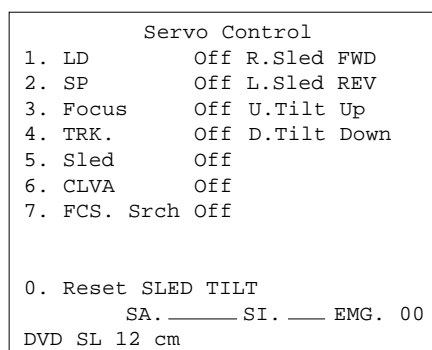 Servo Control
1. LD Off R.Sled FWD
2. SP Off L.Sled REV
3. Focus Off U.Tilt Up
4. TRK. Off D.Tilt Down
5. Sled Off
6. CLVA Off
7. FCS. Srch Off
0. Reset SLED TILT
SA. ______ SI. ___ EMG. 00
DVD SL 12 cm